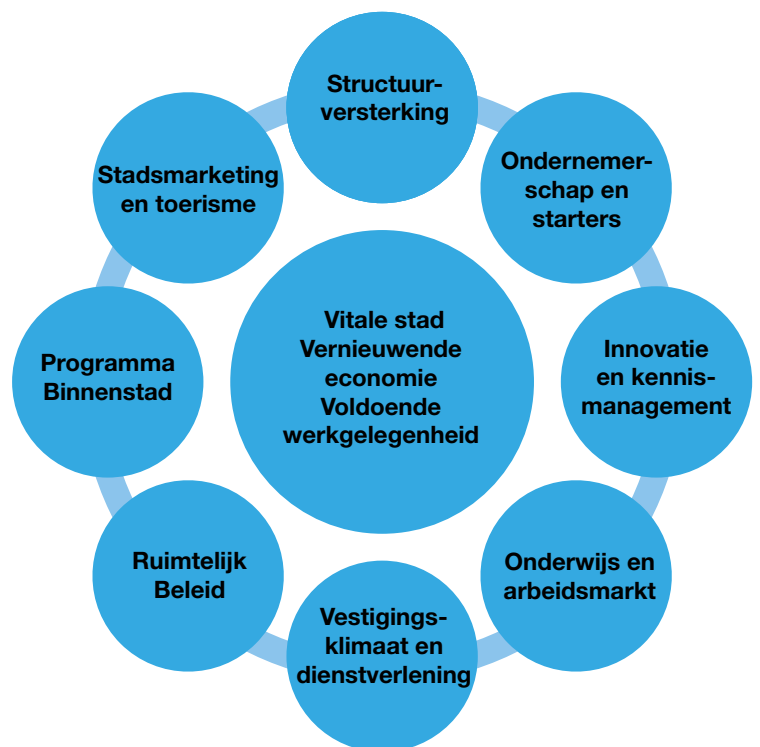 Structuur-
versterking
Ondernemer-
schap en
starters
Innovatie
en kennis-
management
Onderwijs en
arbeidsmarkt
Vestigings-
klimaat en
dienstverlening
Ruimtelijk
Beleid
Programma
Binnenstad
Stadsmarketing
en toerisme
Vitale stad
Vernieuwende
economie
Voldoende
werkgelegenheid